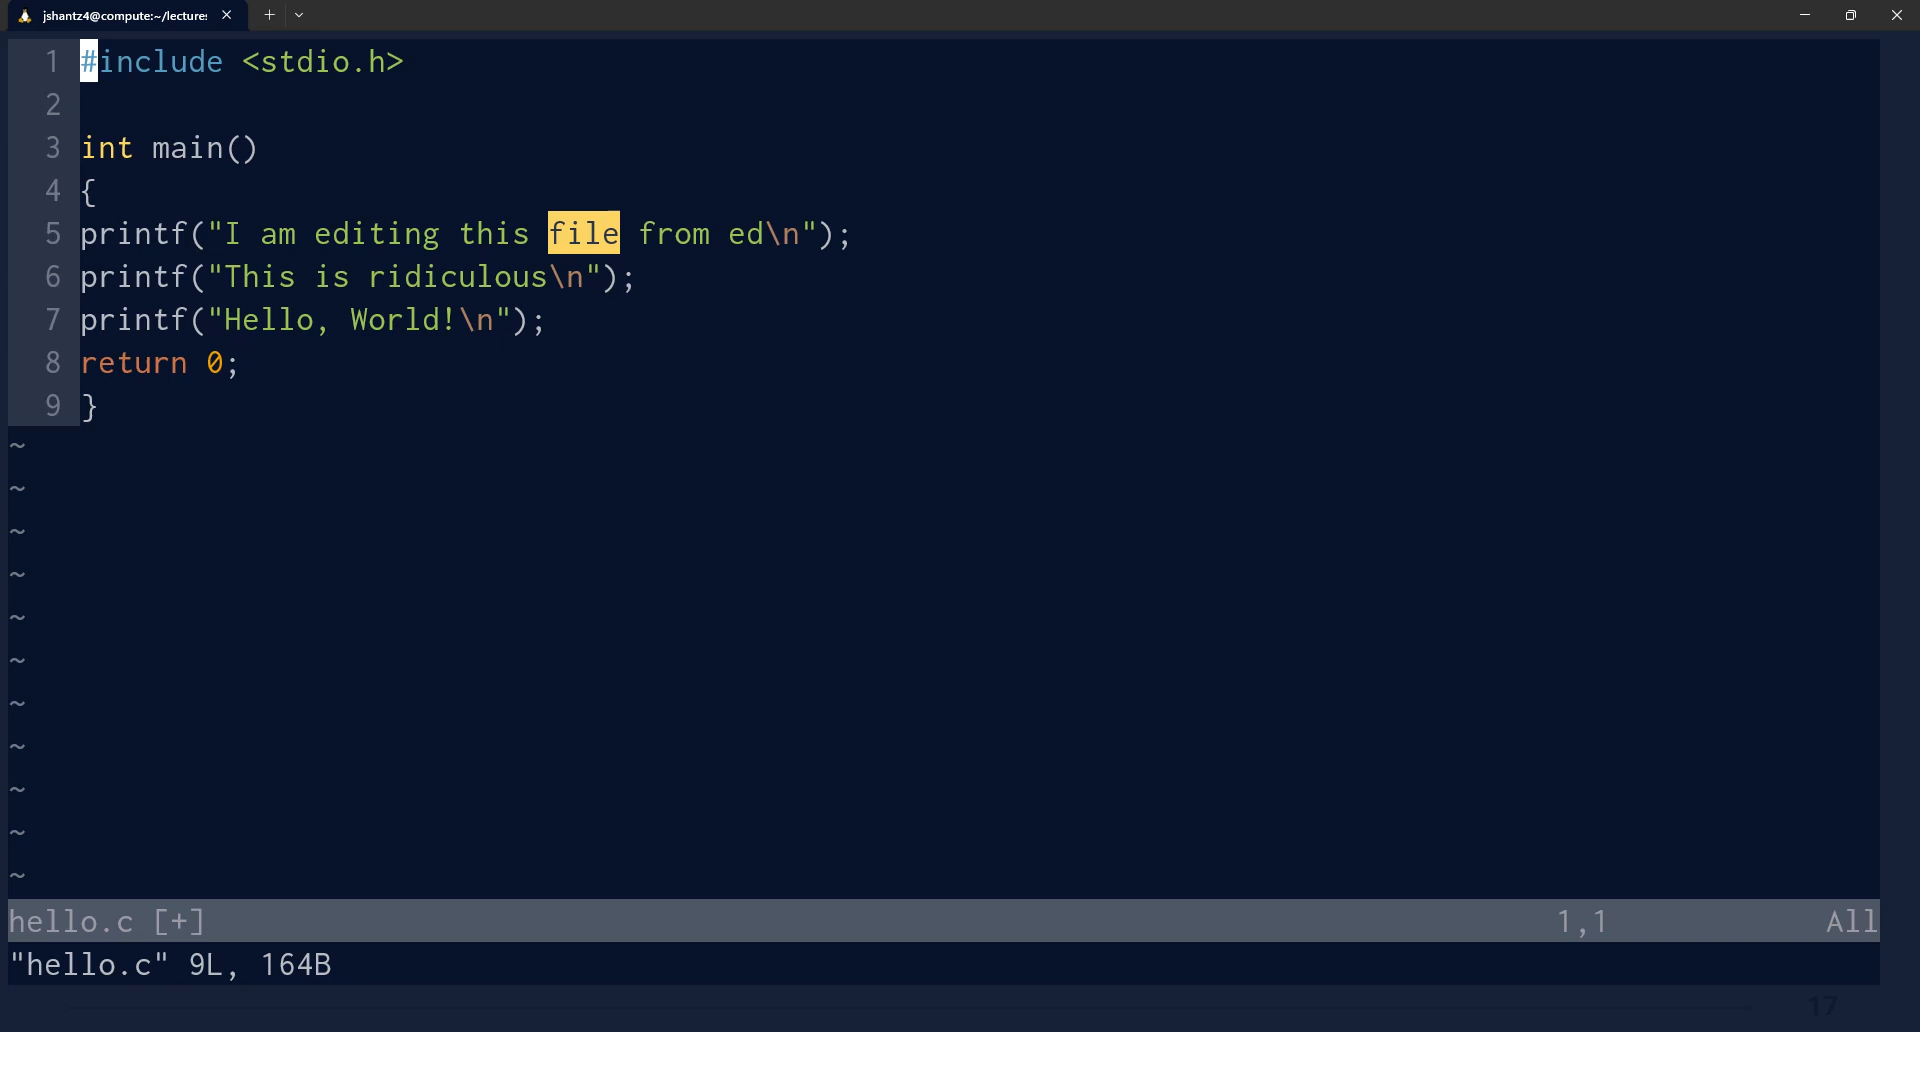 jshantz4@compute:~/lecture
1 #include <stdio.h>
2
3 int main()
4 {
5 printf("I am editing this file from ed\n");
6 printf("This is ridiculous\n");
7 printf("Hello, World!\n");
8 return 0;
9 }
~
~
~
~
~
~
~
~
~
~
~
hello.c [+] 1,1 All
"hello.c" 9L, 164B
17